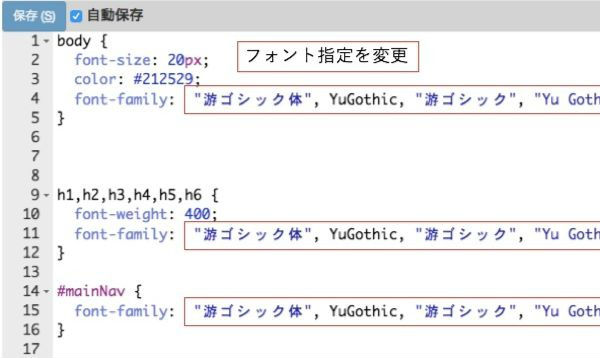 保存 (S) 自動保存
1 body {
2 font-size: 20px; フォント指定を変更
3 color: #212529;
4 font-family: "游ゴシック体", YuGothic, "游ゴシック", "Yu Goth
5 }
6
7
8
9 h1,h2,h3,h4,h5,h6 {
10 font-weight: 400;
11 font-family: "游ゴシック体", YuGothic, "游ゴシック", "Yu Goth
12 }
13
14 #mainNav {
15 font-family: "游ゴシック体", YuGothic, "游ゴシック", "Yu Goth
16 }
17